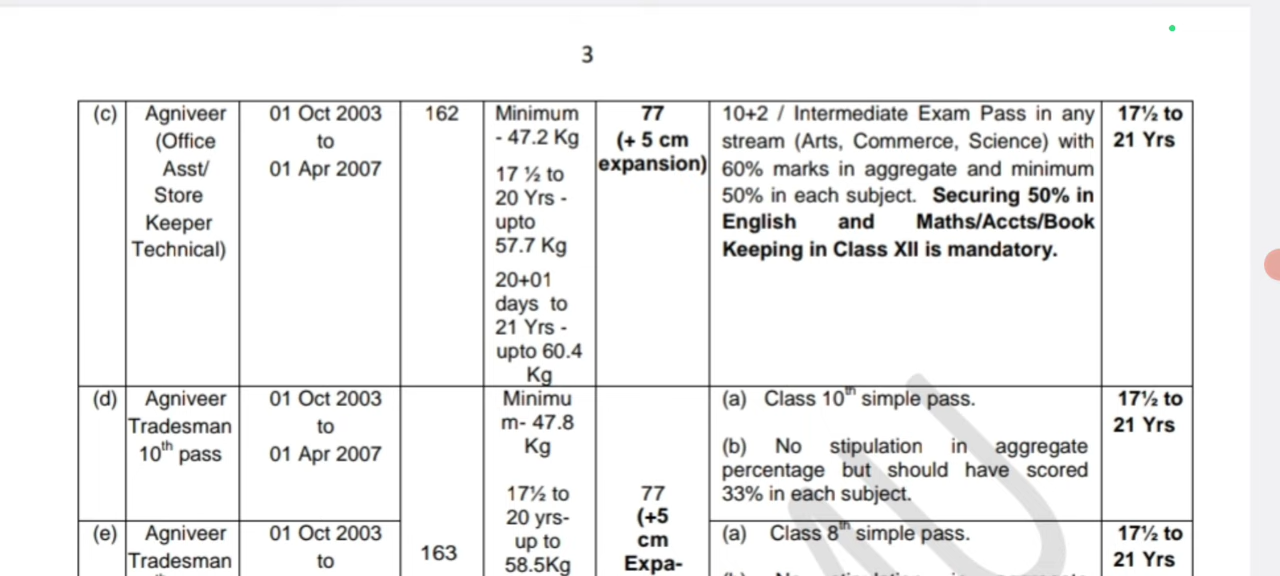 3
(c)
Agniveer
(Office
Asst/
Store
Keeper
Technical)
01 Oct 2003
to
01 Apr 2007
162
Minimum
- 47.2 Kg
17 ½ to
20 Yrs -
upto
57.7 Kg
20+01
days to
21 Yrs -
upto 60.4
Kg
77
(+ 5 cm
expansion)
10+2 / Intermediate Exam Pass in any
stream (Arts, Commerce, Science) with
60% marks in aggregate and minimum
50% in each subject. Securing 50% in
English and Maths/Accts/Book
Keeping in Class XII is mandatory.
17½ to
21 Yrs
(d)
Agniveer
Tradesman
10th pass
01 Oct 2003
to
01 Apr 2007
163
Minimu
m- 47.8
Kg
17½ to
20 yrs-
up to
58.5Kg
77
(+5
cm
Expa-
(a) Class 10th simple pass.
(b) No stipulation in aggregate
percentage but should have scored
33% in each subject.
17½ to
21 Yrs
(e)
Agniveer
Tradesman
01 Oct 2003
to
(a) Class 8th simple pass.
17½ to
21 Yrs